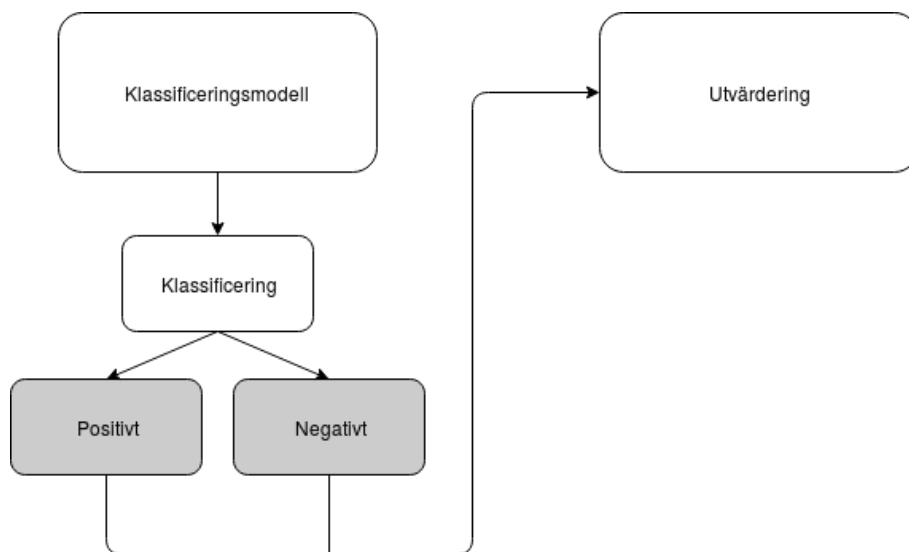 Klassificeringsmodell
Utvärdering
Klassificering
Positivt
Negativt